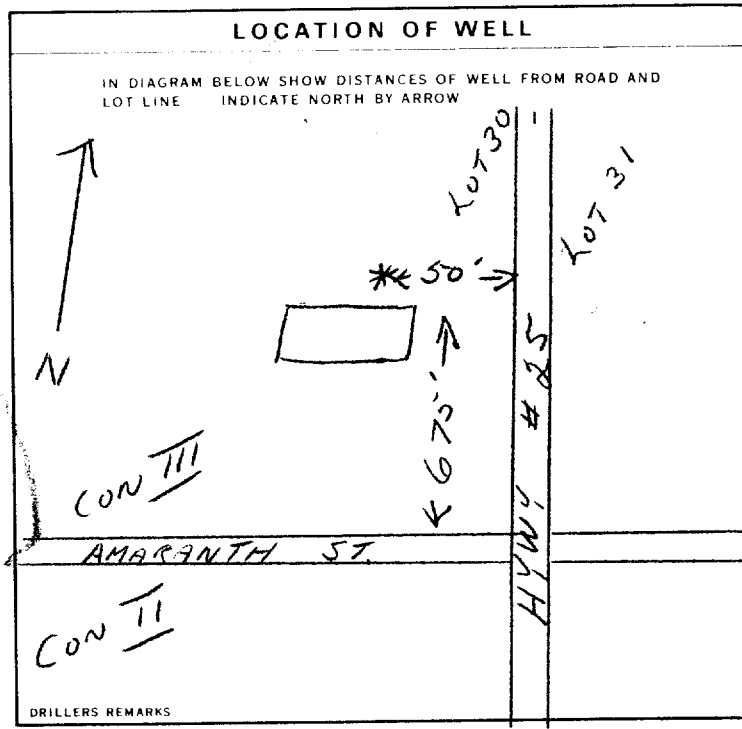 LOCATION OF WELL
IN DIAGRAM BELOW SHOW DISTANCES OF WELL FROM ROAD AND
LOT LINE INDICATE NORTH BY ARROW
LOT 30
LOT 31
50'
N
675'
HYWY # 25
CON III
AMARANTH ST.
CON II
DRILLERS REMARKS